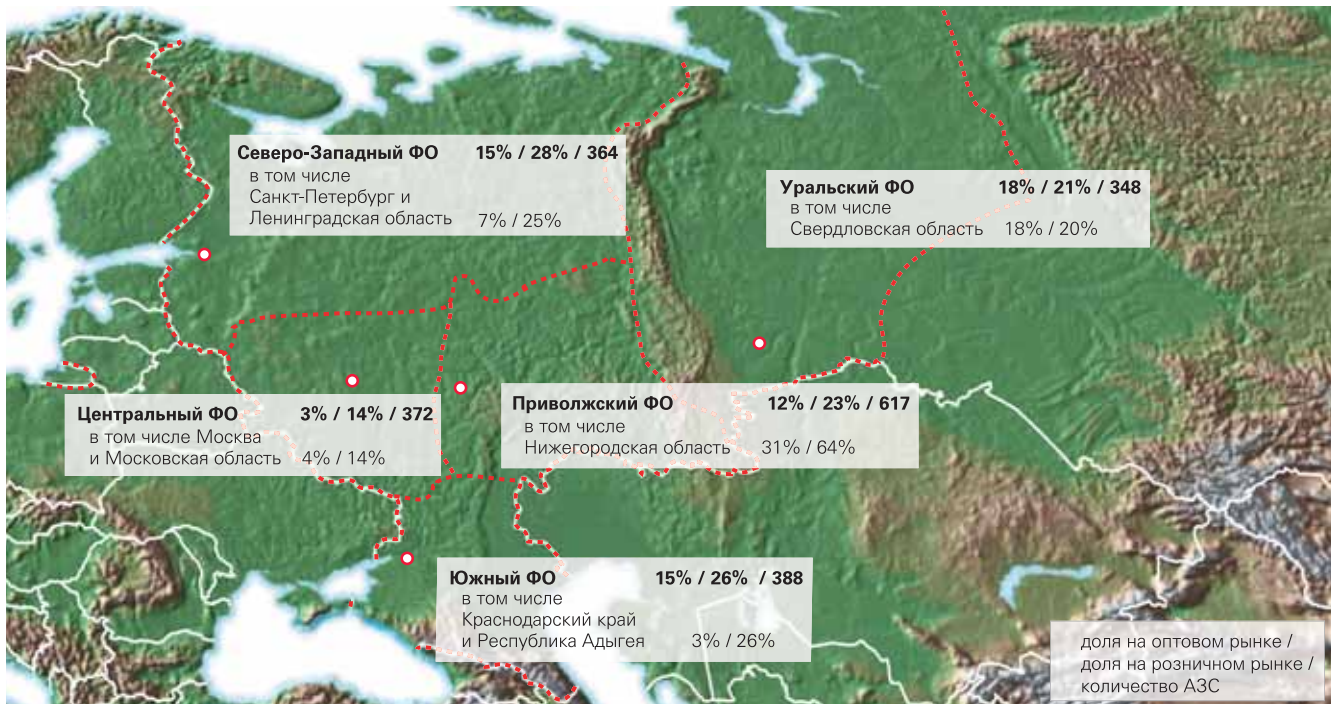 Северо-Западный ФО 15% / 28% / 364
в том числе
Санкт-Петербург и
Ленинградская область 7% / 25%
Уральский ФО 18% / 21% / 348
в том числе
Свердловская область 18% / 20%
Центральный ФО 3% / 14% / 372
в том числе Москва
и Московская область 4% / 14%
Приволжский ФО 12% / 23% / 617
в том числе
Нижегородская область 31% / 64%
Южный ФО 15% / 26% / 388
в том числе
Краснодарский край
и Республика Адыгея 3% / 26%
доля на оптовом рынке /
доля на розничном рынке /
количество АЗС